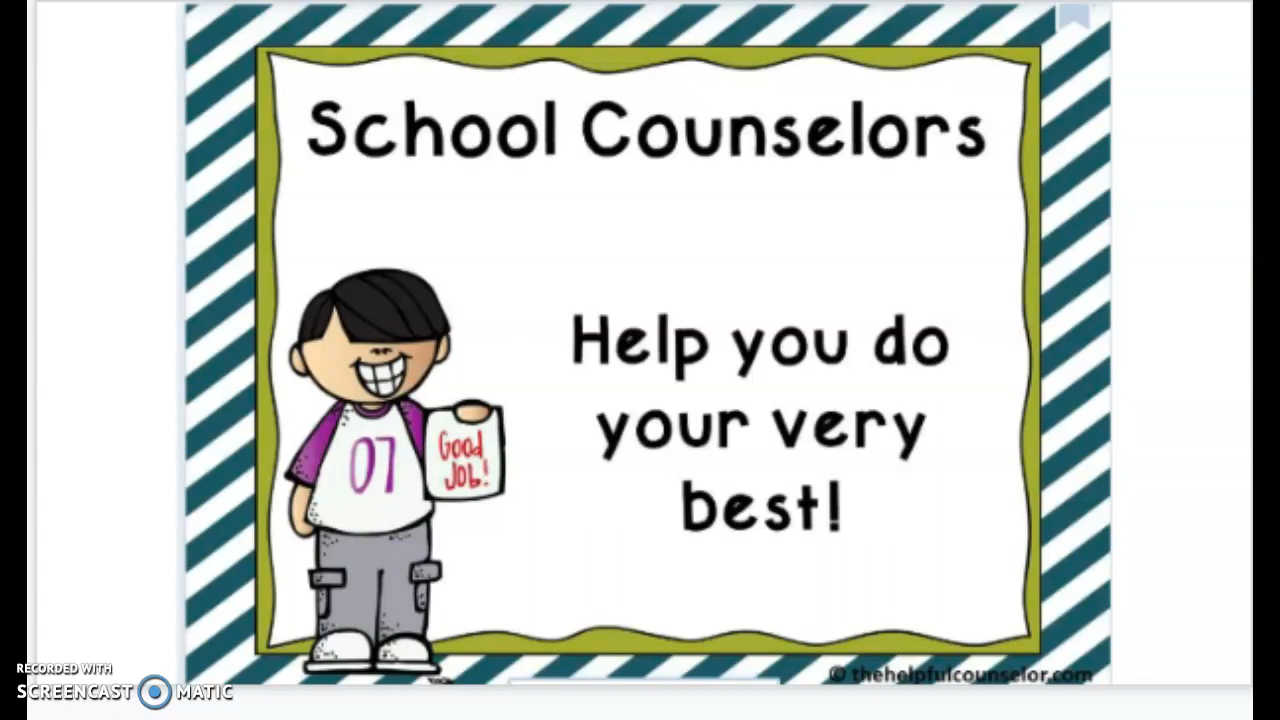 School Counselors
Help you do
your very
best!
07
Good
Job!
© thehelpfulcounselor.com
RECORDED WITH
SCREENCAST MATIC